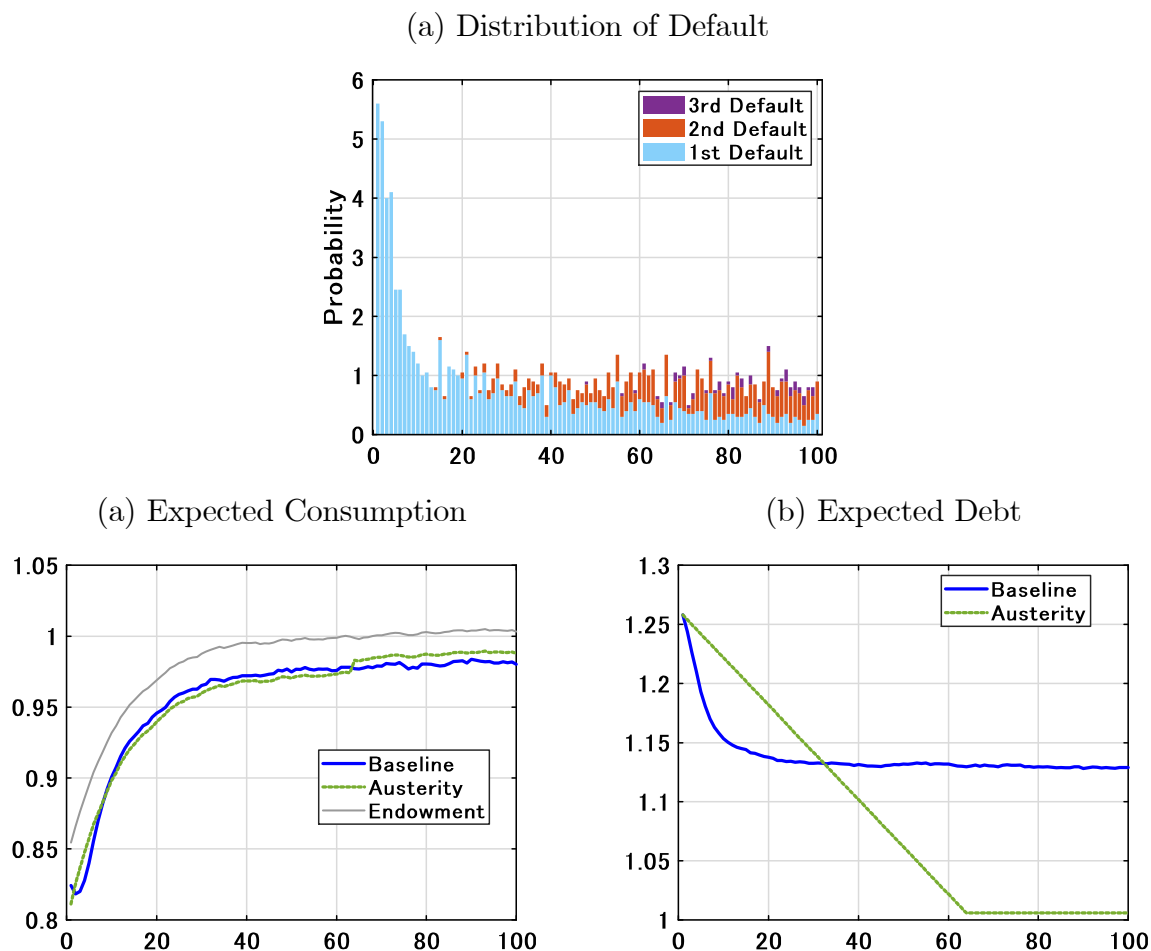 (a) Distribution of Default
6
5
4
3
2
1
0
Probability
3rd Default
2nd Default
1st Default
0 20 40 60 80 100
(a) Expected Consumption
1.05
1
0.95
0.9
0.85
0.8
Baseline
Austerity
Endowment
0 20 40 60 80 100
(b) Expected Debt
1.3
1.25
1.2
1.15
1.1
1.05
1
Baseline
Austerity
0 20 40 60 80 100